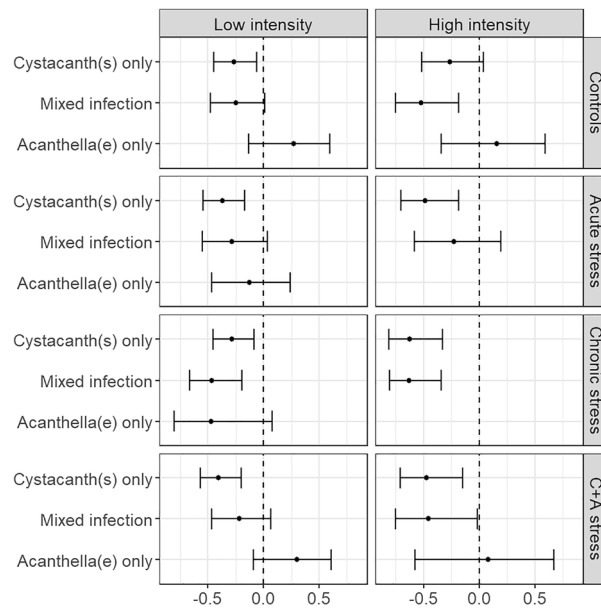 Low intensity
High intensity
Cystacanth(s) only
Mixed infection
Acanthella(e) only
Controls
Cystacanth(s) only
Mixed infection
Acanthella(e) only
Acute stress
Cystacanth(s) only
Mixed infection
Acanthella(e) only
Chronic stress
Cystacanth(s) only
Mixed infection
Acanthella(e) only
C+A stress
-0.5 0.0 0.5
-0.5 0.0 0.5